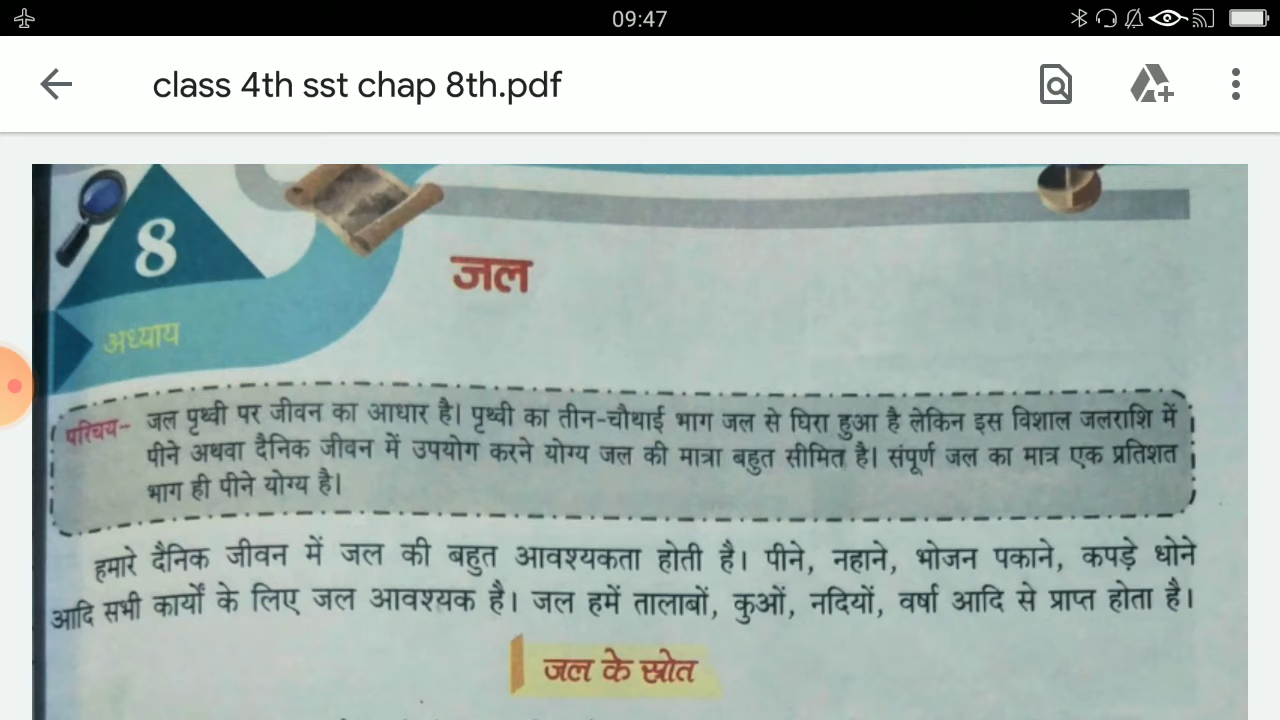 09:47
class 4th sst chap 8th.pdf
8
जल
अध्याय
परिचय- जल पृथ्वी पर जीवन का आधार है। पृथ्वी का तीन-चौथाई भाग जल से घिरा हुआ है लेकिन इस विशाल जलराशि में
पीने अथवा दैनिक जीवन में उपयोग करने योग्य जल की मात्रा बहुत सीमित है। संपूर्ण जल का मात्र एक प्रतिशत
भाग ही पीने योग्य है।
हमारे दैनिक जीवन में जल की बहुत आवश्यकता होती है। पीने, नहाने, भोजन पकाने, कपड़े धोने
आदि सभी कार्यों के लिए जल आवश्यक है। जल हमें तालाबों, कुओं, नदियों, वर्षा आदि से प्राप्त होता है।
जल के स्रोत